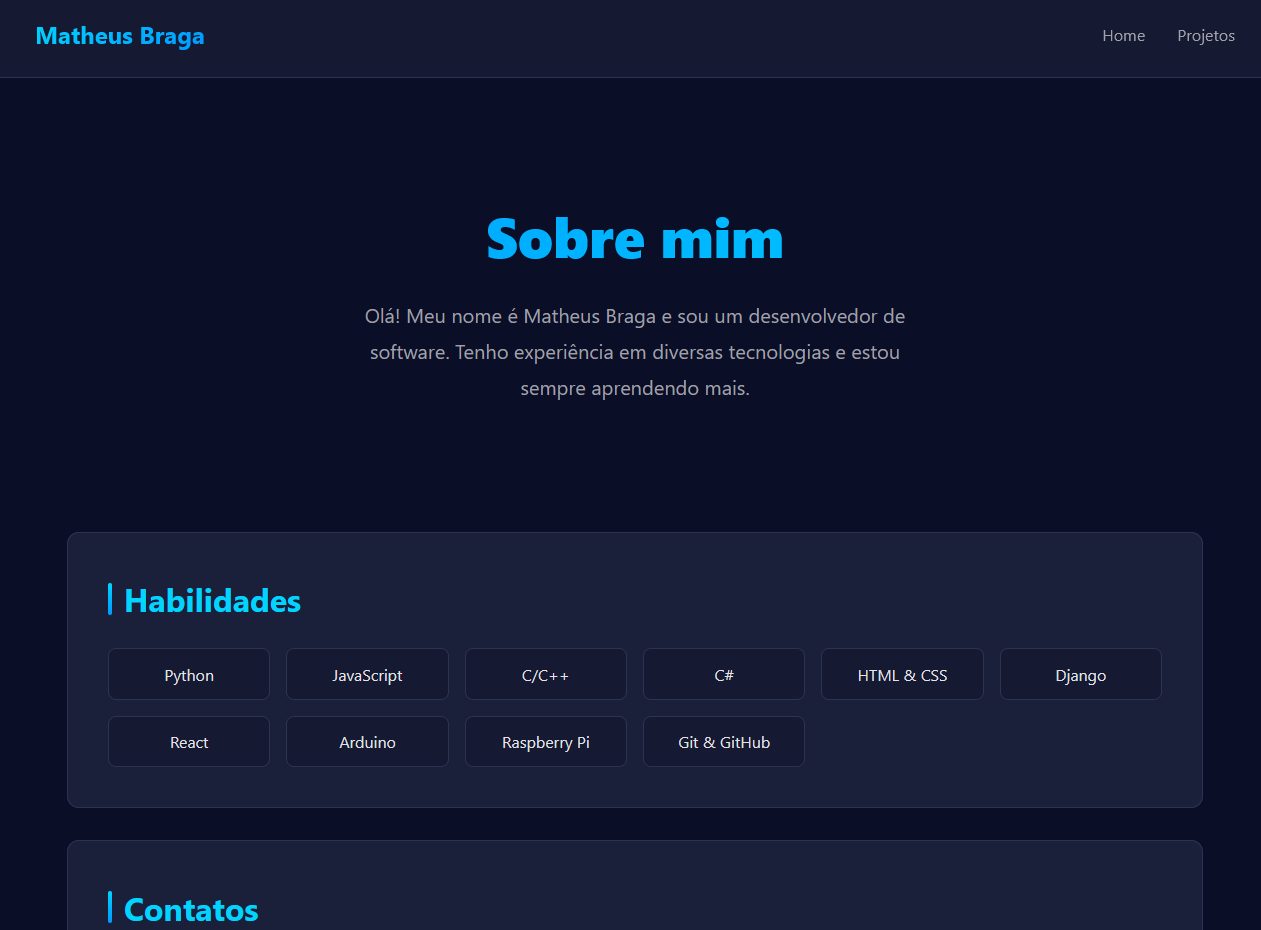 Matheus Braga
Home
Projetos
Sobre mim
Olá! Meu nome é Matheus Braga e sou um desenvolvedor de
software. Tenho experiência em diversas tecnologias e estou
sempre aprendendo mais.
Habilidades
Python
JavaScript
C/C++
C#
HTML & CSS
Django
React
Arduino
Raspberry Pi
Git & GitHub
Contatos